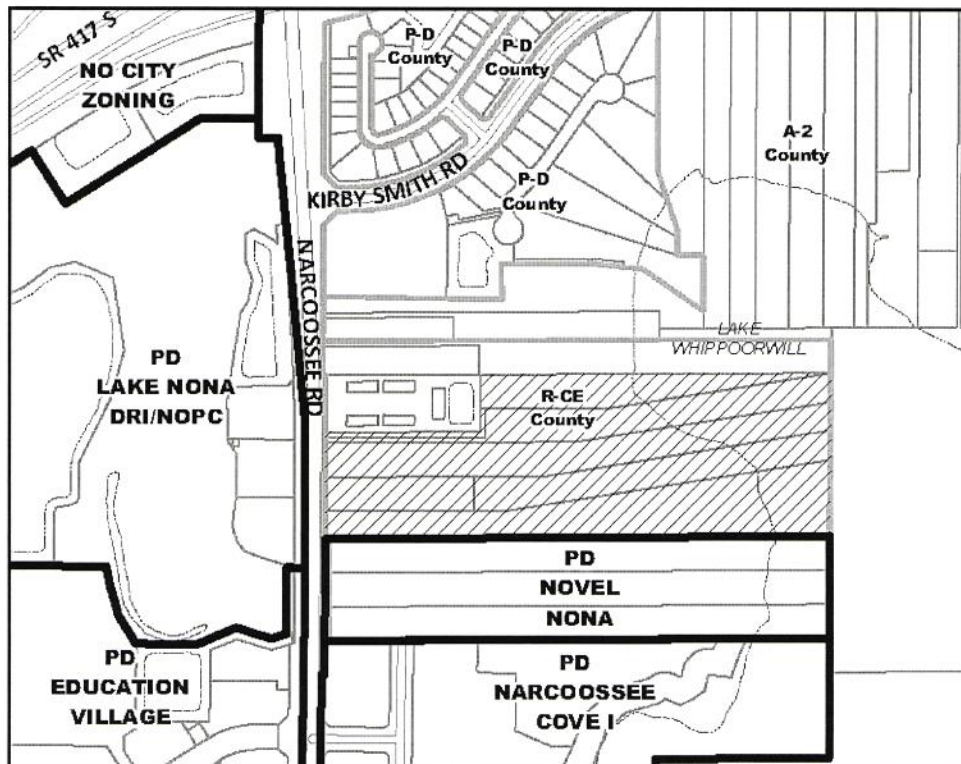 SR 417 S
NO CITY
ZONING
P-D
County
P-D
County
A-2
County
KIRBY SMITH RD
P-D
County
NARCOOSSEE RD
LAKE
WHIPPOORWILL
PD
LAKE NONA
DRI/NOPC
R-CE
County
PD
NOVEL
NONA
PD
EDUCATION
VILLAGE
PD
NARCOOSSEE
COVE I